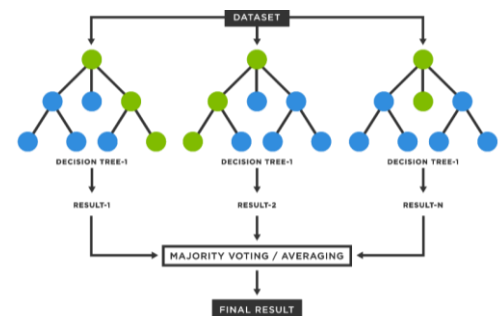 DATASET
DECISION TREE-1
DECISION TREE-1
DECISION TREE-1
RESULT-1
RESULT-2
RESULT-N
MAJORITY VOTING / AVERAGING
FINAL RESULT